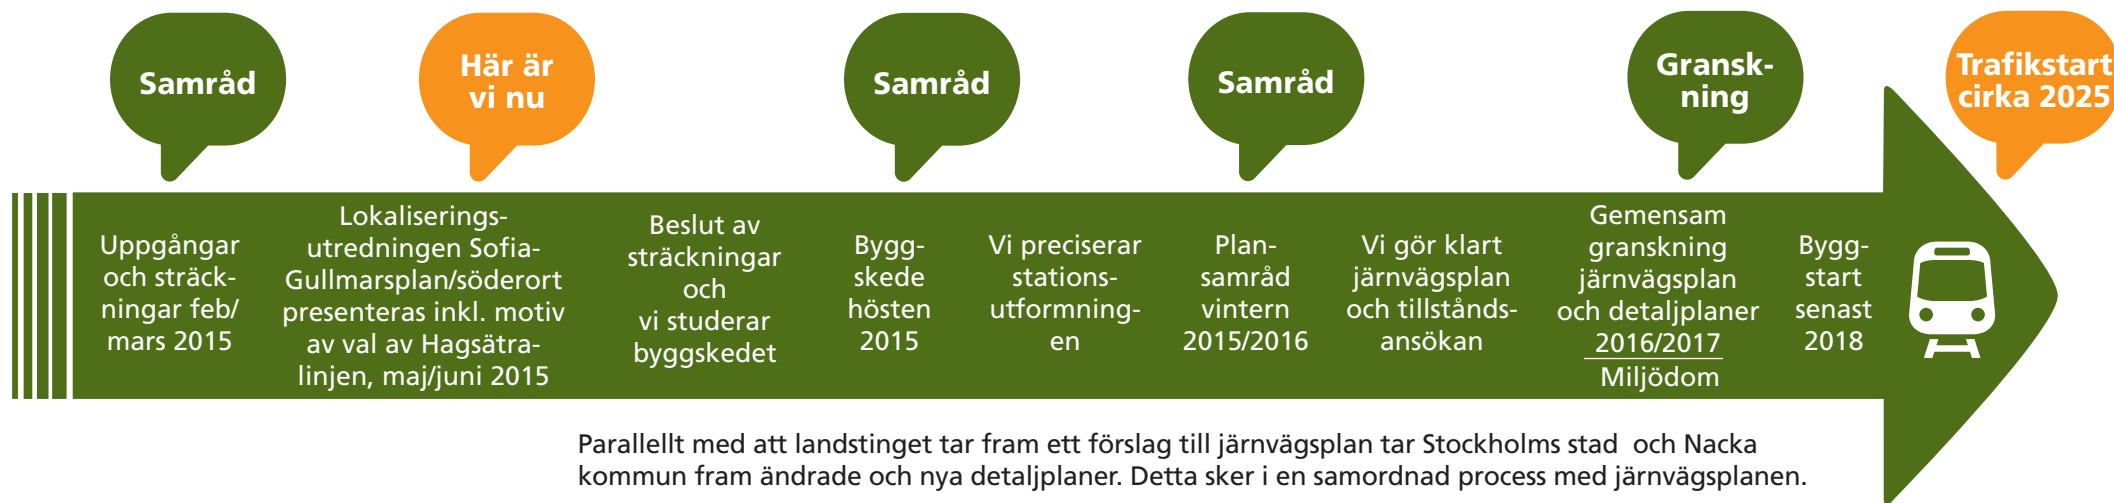 Samråd
Här är
vi nu
Samråd
Samråd
Gransk-
ning
Trafikstart
cirka 2025
Uppgångar
och sträck-
ningar feb/
mars 2015
Lokaliserings-
utredningen Sofia-
Gullmarsplan/söderort
presenteras inkl. motiv
av val av Hagsätra-
linjen, maj/juni 2015
Beslut av
sträckningar
och
vi studerar
byggskedet
Bygg-
skede
hösten
2015
Vi preciserar
stations-
utformning-
en
Plan-
samråd
vintern
2015/2016
Vi gör klart
järnvägsplan
och tillstånds-
ansökan
Gemensam
granskning
järnvägsplan
och detaljplaner
2016/2017
Miljödom
Bygg-
start
senast
2018
Parallellt med att landstinget tar fram ett förslag till järnvägsplan tar Stockholms stad och Nacka
kommun fram ändrade och nya detaljplaner. Detta sker i en samordnad process med järnvägsplanen.